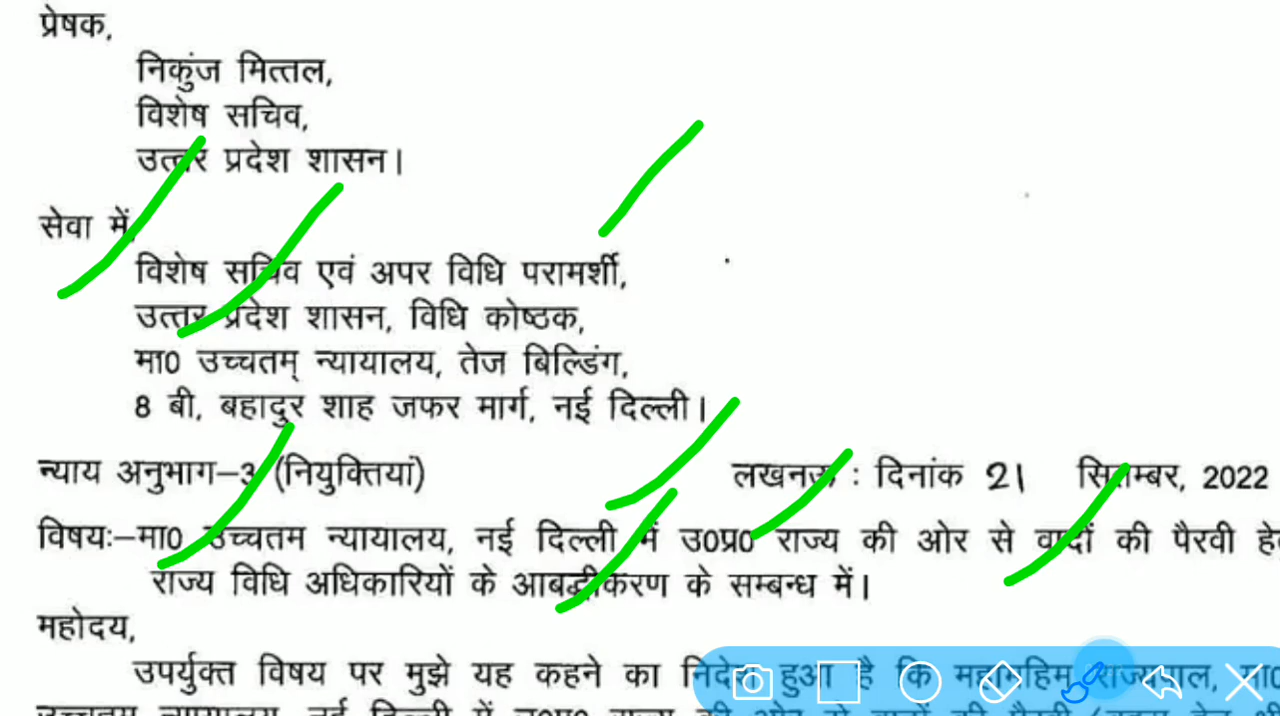 प्रेषक,
निकुंज मित्तल,
विशेष सचिव,
उत्तर प्रदेश शासन।
सेवा में,
विशेष सचिव एवं अपर विधि परामर्शी,
उत्तर प्रदेश शासन, विधि कोष्ठक,
मा0 उच्चतम् न्यायालय, तेज बिल्डिंग,
8 बी, बहादुर शाह जफर मार्ग, नई दिल्ली।
न्याय अनुभाग–3 (नियुक्तियां) लखनऊ : दिनांक 21 सितम्बर, 2022
विषयः–मा0 उच्चतम न्यायालय, नई दिल्ली में उ0प्र0 राज्य की ओर से वादों की पैरवी
राज्य विधि अधिकारियों के आबद्धीकरण के सम्बन्ध में।
महोदय,
उपर्युक्त विषय पर मुझे यह कहने का निदेश हुआ है कि महामहिम राज्यपाल, मा0